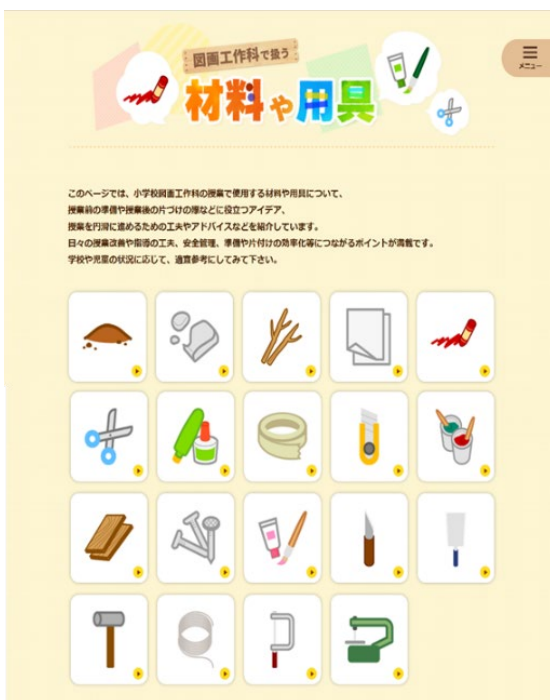 図画工作科で扱う
メニュー
材料や用具
このページでは、小学校図画工作科の授業で使用する材料や用具について、
授業前の準備や授業後の片づけの際などに役立つアイデア、
授業を円滑に進めるための工夫やアドバイスなどを紹介しています。
日々の授業改善や指導の工夫、安全管理、準備や片付けの効率化等につながるポイントが満載です。
学校や児童の状況に応じて、適宜参考にしてみて下さい。